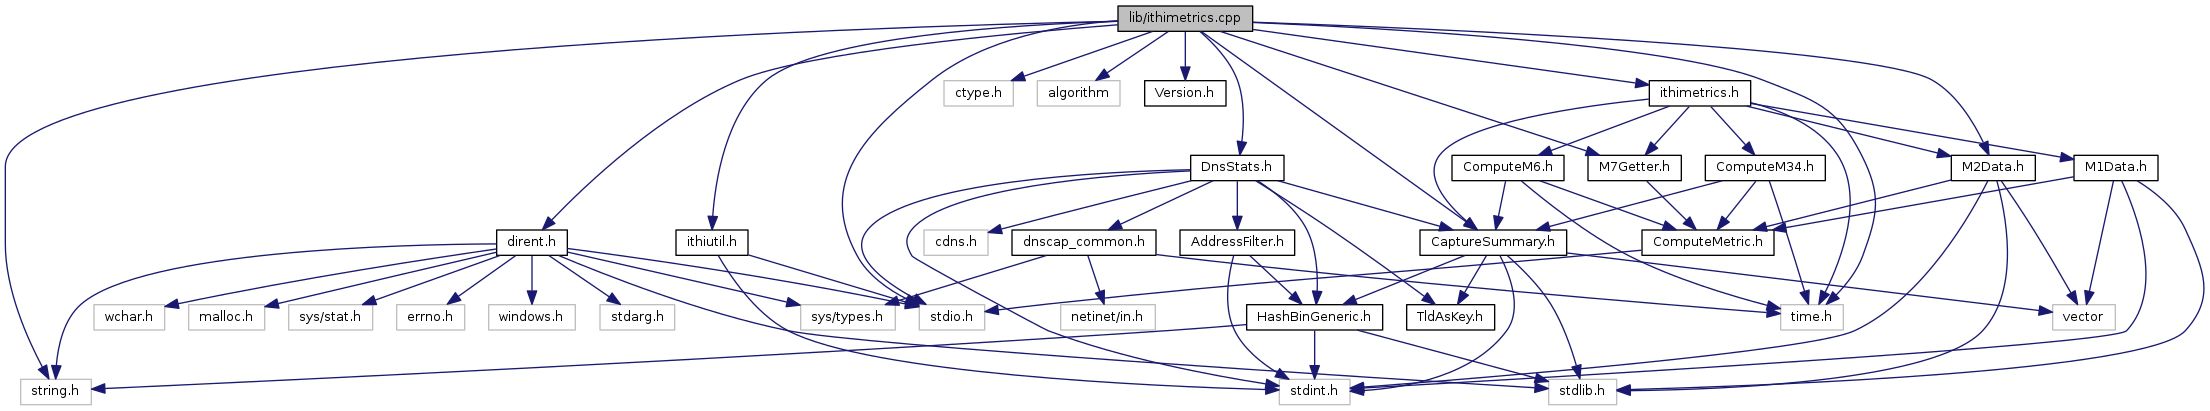 lib/ithimetrics.cpp
ctype.h
algorithm
Version.h
ithimetrics.h
DnsStats.h
ComputeM6.h
M7Getter.h
ComputeM34.h
M2Data.h
M1Data.h
dirent.h
ithiutil.h
cdns.h
dnscap_common.h
AddressFilter.h
CaptureSummary.h
ComputeMetric.h
wchar.h
malloc.h
sys/stat.h
errno.h
windows.h
stdarg.h
sys/types.h
stdio.h
netinet/in.h
HashBinGeneric.h
TldAsKey.h
time.h
vector
string.h
stdint.h
stdlib.h